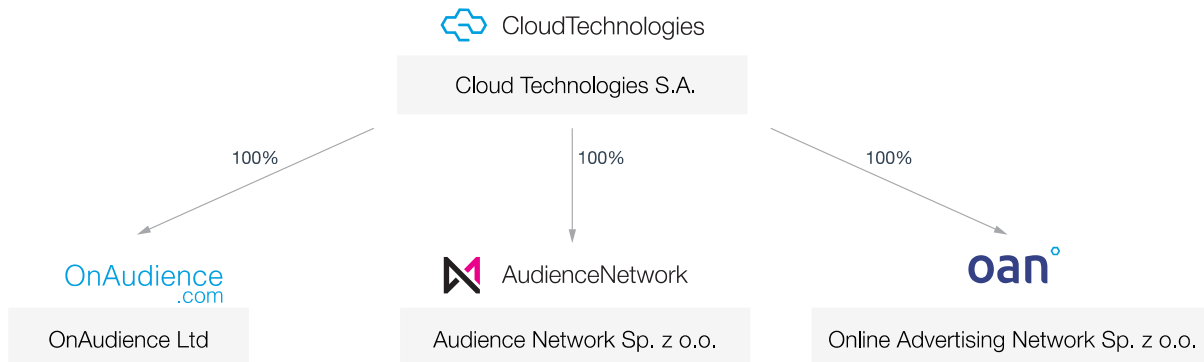 CloudTechnologies
Cloud Technologies S.A.
100%
100%
100%
OnAudience
.com
AudienceNetwork
oan
OnAudience Ltd
Audience Network Sp. z o.o.
Online Advertising Network Sp. z o.o.